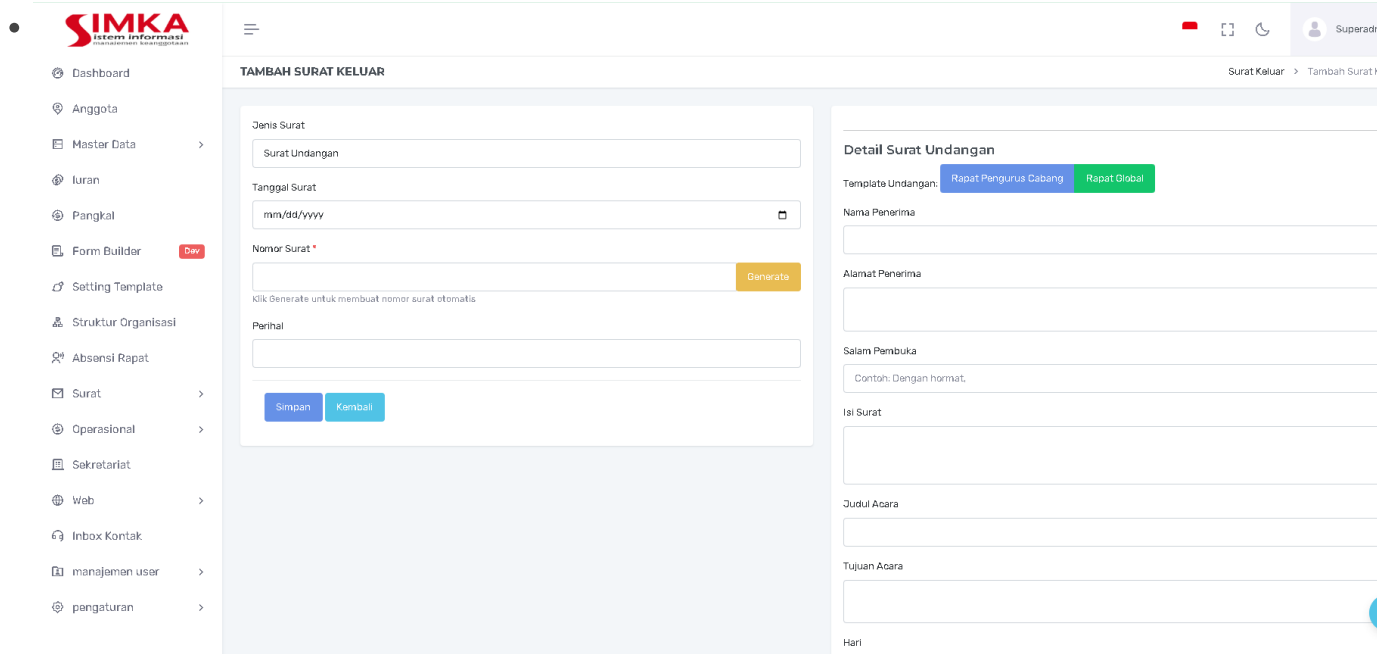 SIMKA
sistem informasi
manajemen keanggotaan
Superadm
Dashboard
Anggota
Master Data
Iuran
Pangkal
Form Builder Dev
Setting Template
Struktur Organisasi
Absensi Rapat
Surat
Operasional
Sekretariat
Web
Inbox Kontak
manajemen user
pengaturan
TAMBAH SURAT KELUAR
Surat Keluar > Tambah Surat K
Jenis Surat
Surat Undangan
Tanggal Surat
mm/dd/yyyy
Nomor Surat *
Generate
Klik Generate untuk membuat nomor surat otomatis
Perihal
Simpan Kembali
Detail Surat Undangan
Template Undangan: Rapat Pengurus Cabang Rapat Global
Nama Penerima
Alamat Penerima
Salam Pembuka
Contoh: Dengan hormat,
Isi Surat
Judul Acara
Tujuan Acara
Hari